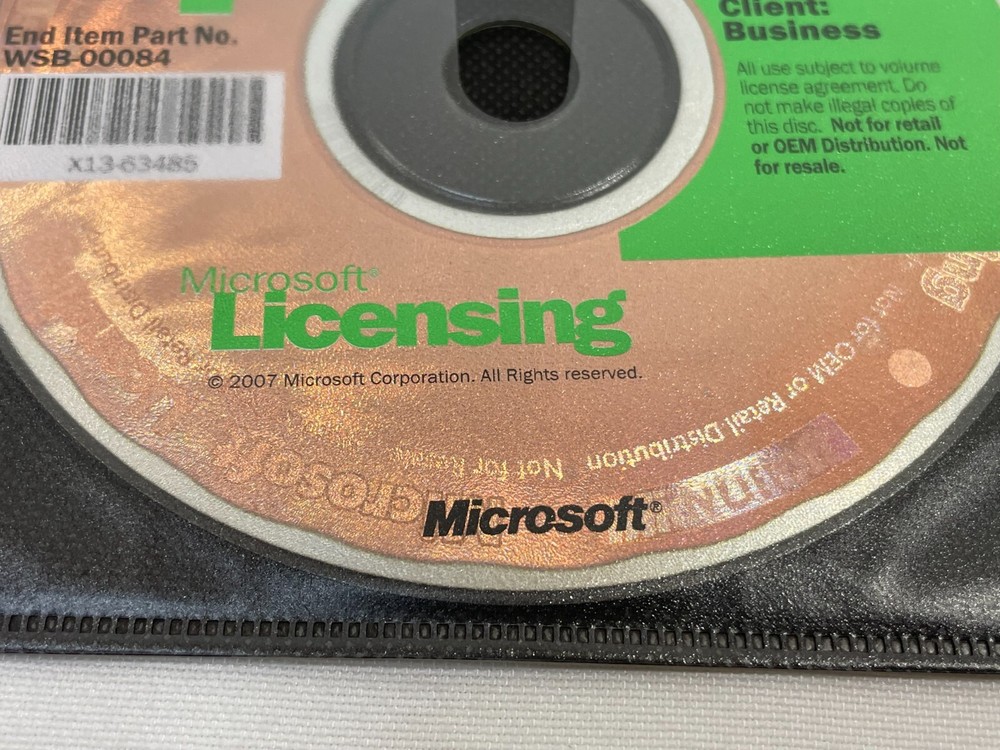 End Item Part No.
WSB-00084
X13-63485
Client:
Business
All use subject to volume
license agreement. Do
not make illegal copies of
this disc. Not for retail
or OEM Distribution. Not
for resale.
Microsoft®
Licensing
© 2007 Microsoft Corporation. All Rights reserved.
Not for OEM or Retail Distribution
Not for Resale
Microsoft®